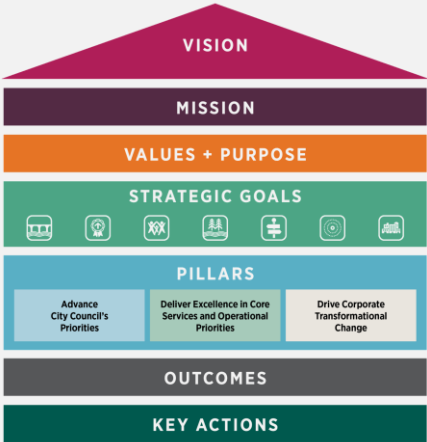 VISION
MISSION
VALUES + PURPOSE
STRATEGIC GOALS
PILLARS
Advance
City Council's
Priorities
Deliver Excellence in Core
Services and Operational
Priorities
Drive Corporate
Transformational
Change
OUTCOMES
KEY ACTIONS